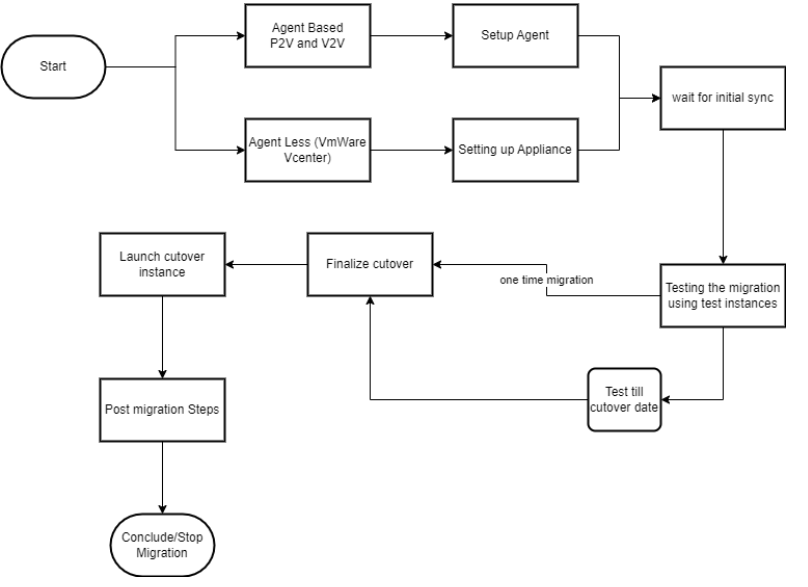 Start
Agent Based
P2V and V2V
Setup Agent
wait for initial sync
Agent Less (VmWare
Vcenter)
Setting up Appliance
Launch cutover
instance
Finalize cutover
one time migration
Testing the migration
using test instances
Test till
cutover date
Post migration Steps
Conclude/Stop
Migration